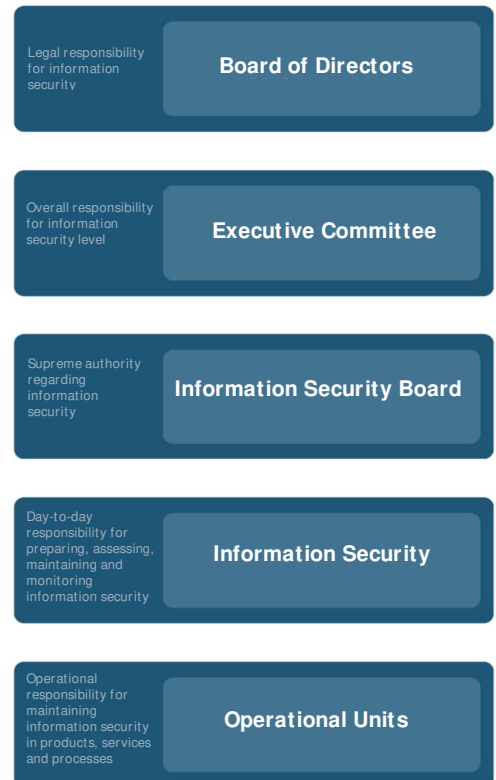 Legal responsibility
for information
security
Board of Directors
Overall responsibility
for information
security level
Executive Committee
Supreme authority
regarding
information
security
Information Security Board
Day-to-day
responsibility for
preparing, assessing,
maintaining and
monitoring
information security
Information Security
Operational
responsibility for
maintaining
information security
in products, services
and processes
Operational Units